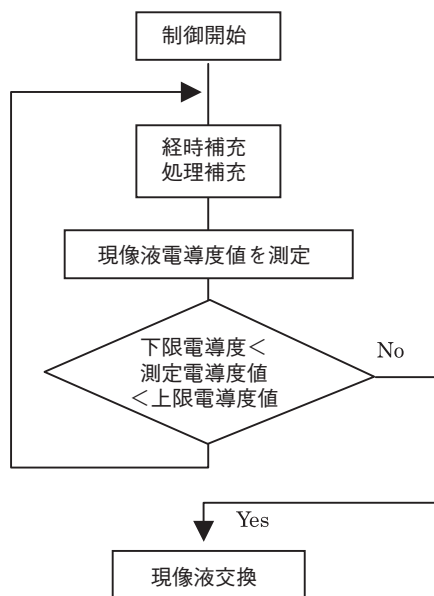 制御開始
経時補充
処理補充
現像液電導度値を測定
下限電導度<
測定電導度値
<上限電導度値
No
Yes
現像液交換